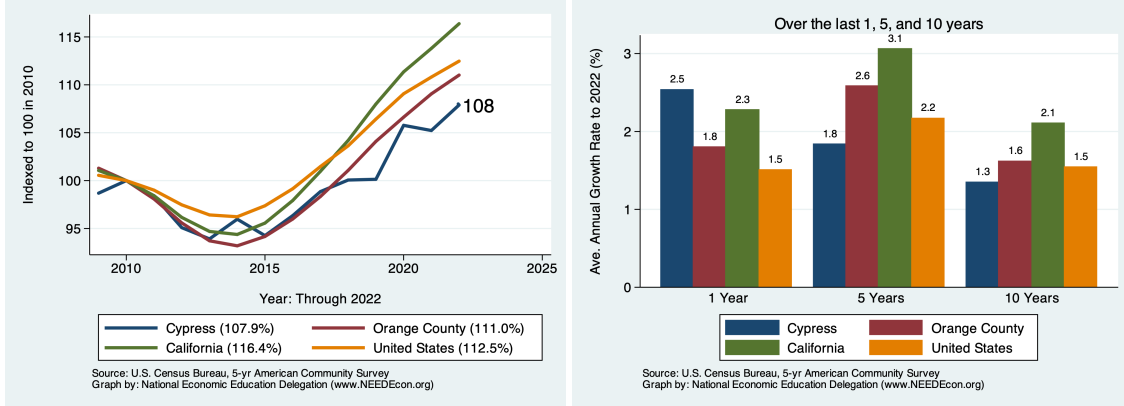 Indexed to 100 in 2010
115
110
105
100
95
108
2010
2015
2020
2025
Year: Through 2022
Cypress (107.9%)
Orange County (111.0%)
California (116.4%)
United States (112.5%)
Source: U.S. Census Bureau, 5-yr American Community Survey
Graph by: National Economic Education Delegation (www.NEEDEcon.org)
Over the last 1, 5, and 10 years
Ave. Annual Growth Rate to 2022 (%)
3
2
1
0
2.5
1.8
2.3
1.5
1.8
2.6
3.1
2.2
1.3
1.6
2.1
1.5
1 Year
5 Years
10 Years
Cypress
Orange County
California
United States
Source: U.S. Census Bureau, 5-yr American Community Survey
Graph by: National Economic Education Delegation (www.NEEDEcon.org)